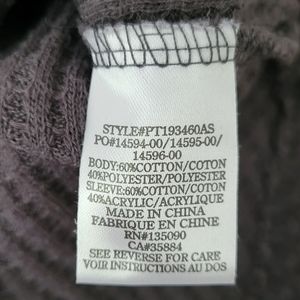 STYLE#PT193460AS
PO#14594-00/14595-00/
14596-00
BODY:60%COTTON/COTON
40%POLYESTER/POLYESTER
SLEEVE:60%COTTON/COTON
40%ACRYLIC/ACRYLIQUE
MADE IN CHINA
FABRIQUE EN CHINE
RN#135090
CA#35884
SEE REVERSE FOR CARE
VOIR INSTRUCTIONS AU DOS